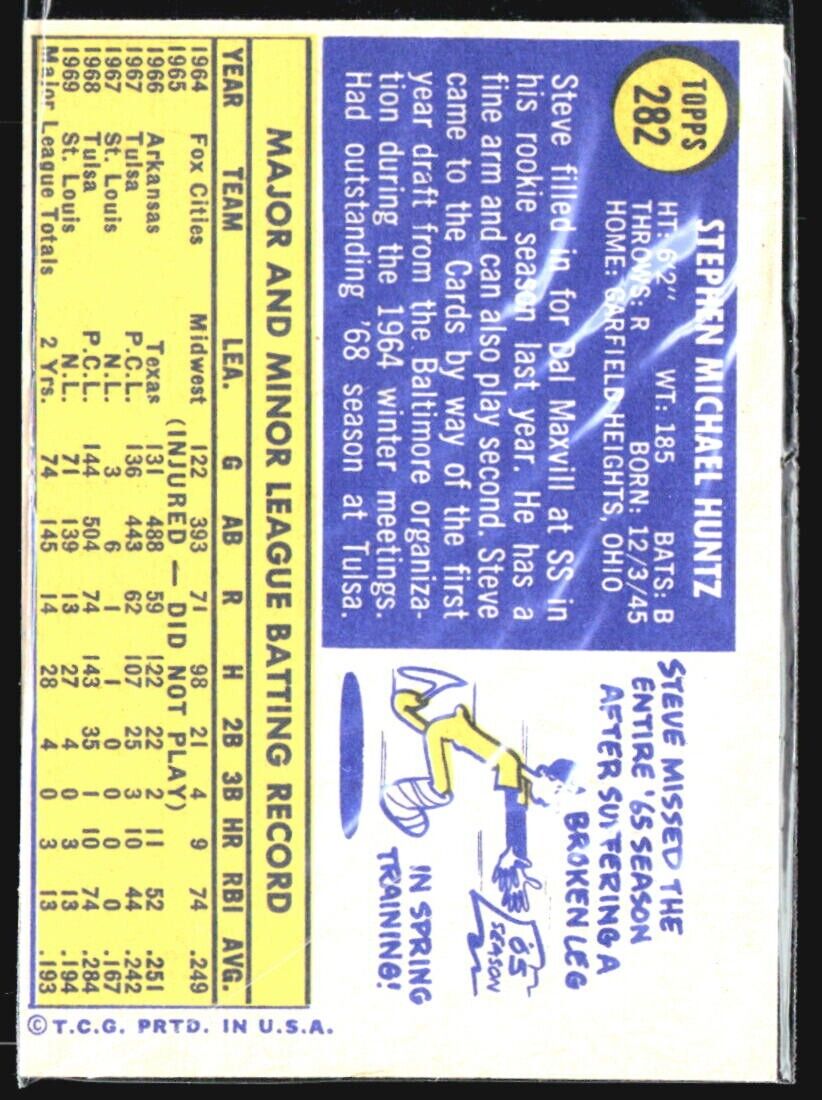 TOPPS
282
STEPHEN MICHAEL HUNTZ
HT: 6'2" WT: 185 BATS: B
THROWS: R BORN: 12/3/45
HOME: GARFIELD HEIGHTS, OHIO
Steve filled in for Dal Maxvill at SS in
his rookie season last year. He has a
fine arm and can also play second. Steve
came to the Cards by way of the first
year draft from the Baltimore organiza-
tion during the 1964 winter meetings.
Had outstanding '68 season at Tulsa.
STEVE MISSED THE
ENTIRE '65 SEASON
AFTER SUFFERING A
BROKEN LEG
'65
SEASON
IN SPRING
TRAINING!
MAJOR AND MINOR LEAGUE BATTING RECORD
YEAR TEAM LEA. G AB R H 2B 3B HR RBI AVG.
1964 Fox Cities Midwest 122 393 71 98 21 4 9 74 .249
1965 (INJURED — DID NOT PLAY)
1966 Arkansas Texas 131 488 59 122 22 2 11 52 .251
1967 Tulsa P.C.L. 136 443 62 107 25 3 10 44 .242
1967 St. Louis N.L. 3 6 1 1 0 0 0 0 .167
1968 Tulsa P.C.L. 144 504 74 143 35 1 10 74 .284
1969 St. Louis N.L. 71 139 13 27 4 0 3 13 .194
Major League Totals 2 Yrs. 74 145 14 28 4 0 3 13 .193
© T.C.G. PRTD. IN U.S.A.